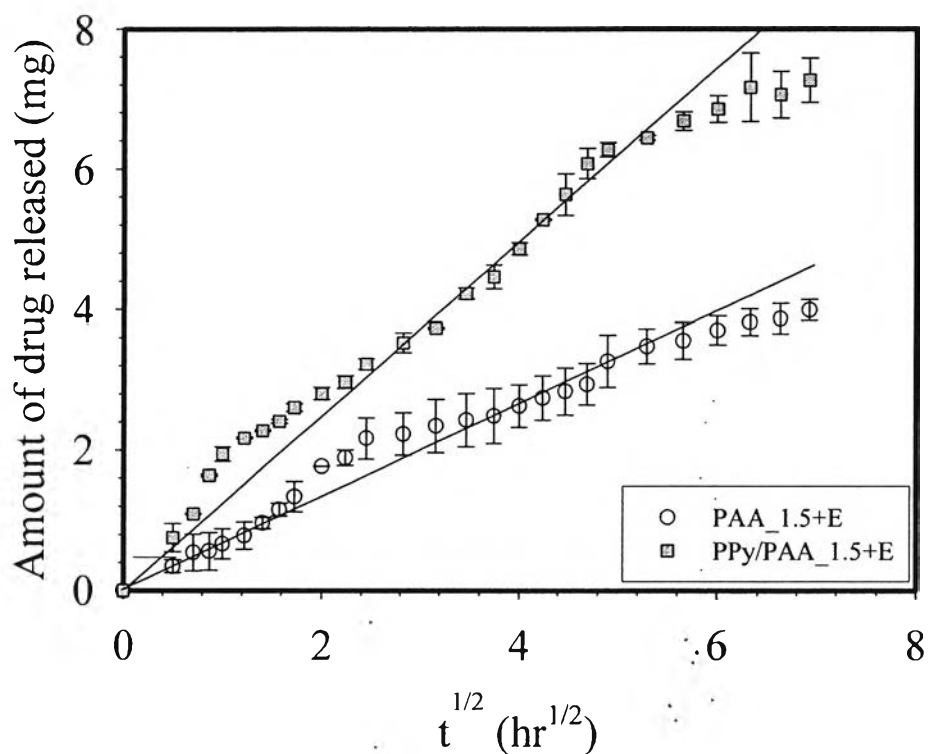 Amount of drug released (mg)
8
6
4
2
0
0 2 4 6 8
t^1/2 (hr^1/2)
PAA_1.5+E
PPy/PAA_1.5+E